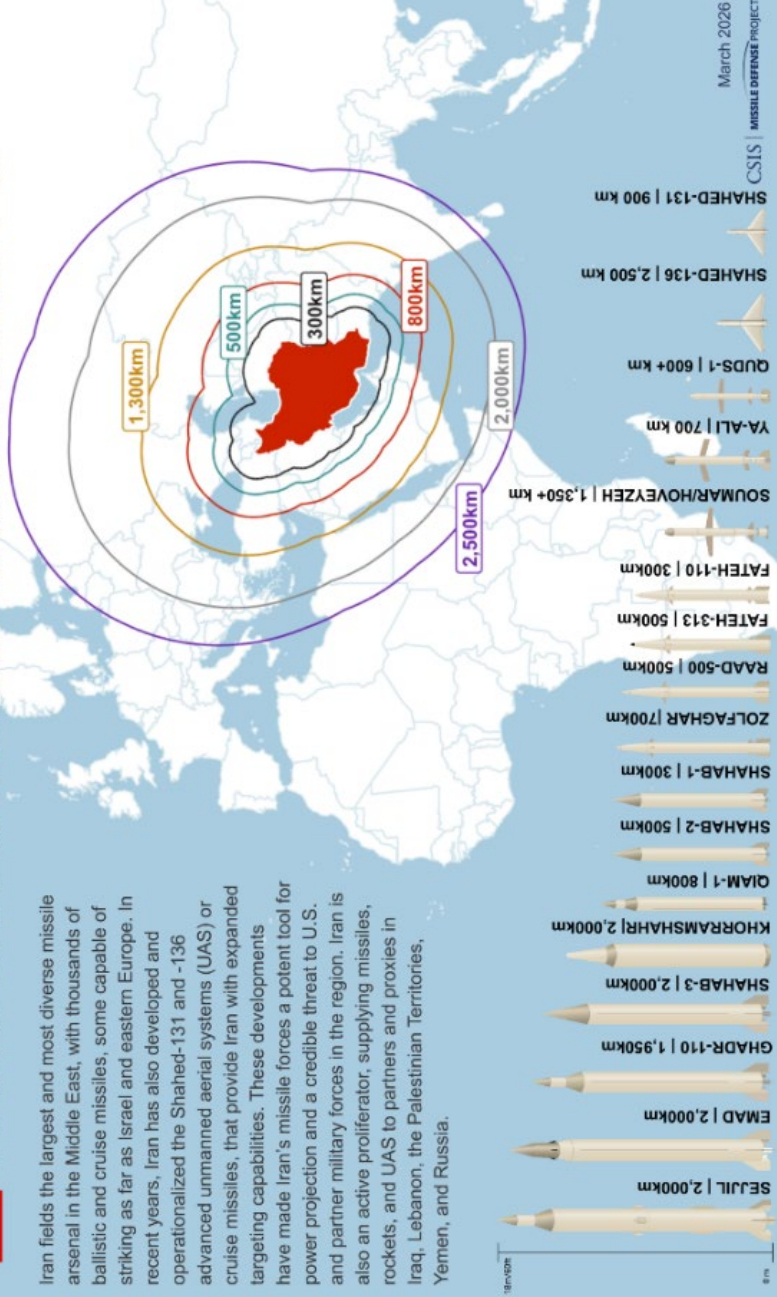 Iran fields the largest and most diverse missile
arsenal in the Middle East, with thousands of
ballistic and cruise missiles, some capable of
striking as far as Israel and eastern Europe. In
recent years, Iran has also developed and
operationalized the Shahed-131 and -136
advanced unmanned aerial systems (UAS) or
cruise missiles, that provide Iran with expanded
targeting capabilities. These developments
have made Iran's missile forces a potent tool for
power projection and a credible threat to U.S.
and partner military forces in the region. Iran is
also an active proliferator, supplying missiles,
rockets, and UAS to partners and proxies in
Iraq, Lebanon, the Palestinian Territories,
Yemen, and Russia.
1,300km
500km
300km
800km
2,000km
2,500km
SEJJIL | 2,000km
EMAD | 2,000km
GHADR-110 | 1,950km
SHAHAB-3 | 2,000km
KHORRAMSHAHR| 2,000km
QIAM-1 | 800km
SHAHAB-2 | 500km
SHAHAB-1 | 300km
ZOLFAGHAR |700km
RAAD-500 | 500km
FATEH-313 | 500km
FATEH-110 | 300km
SOUMAR/HOVEYZEH | 1,350+ km
YA-ALI | 700 km
QUDS-1 | 600+ km
SHAHED-136 | 2,500 km
SHAHED-131 | 900 km
18m/60ft
0 m
March 2026
CSIS | MISSILE DEFENSE PROJECT